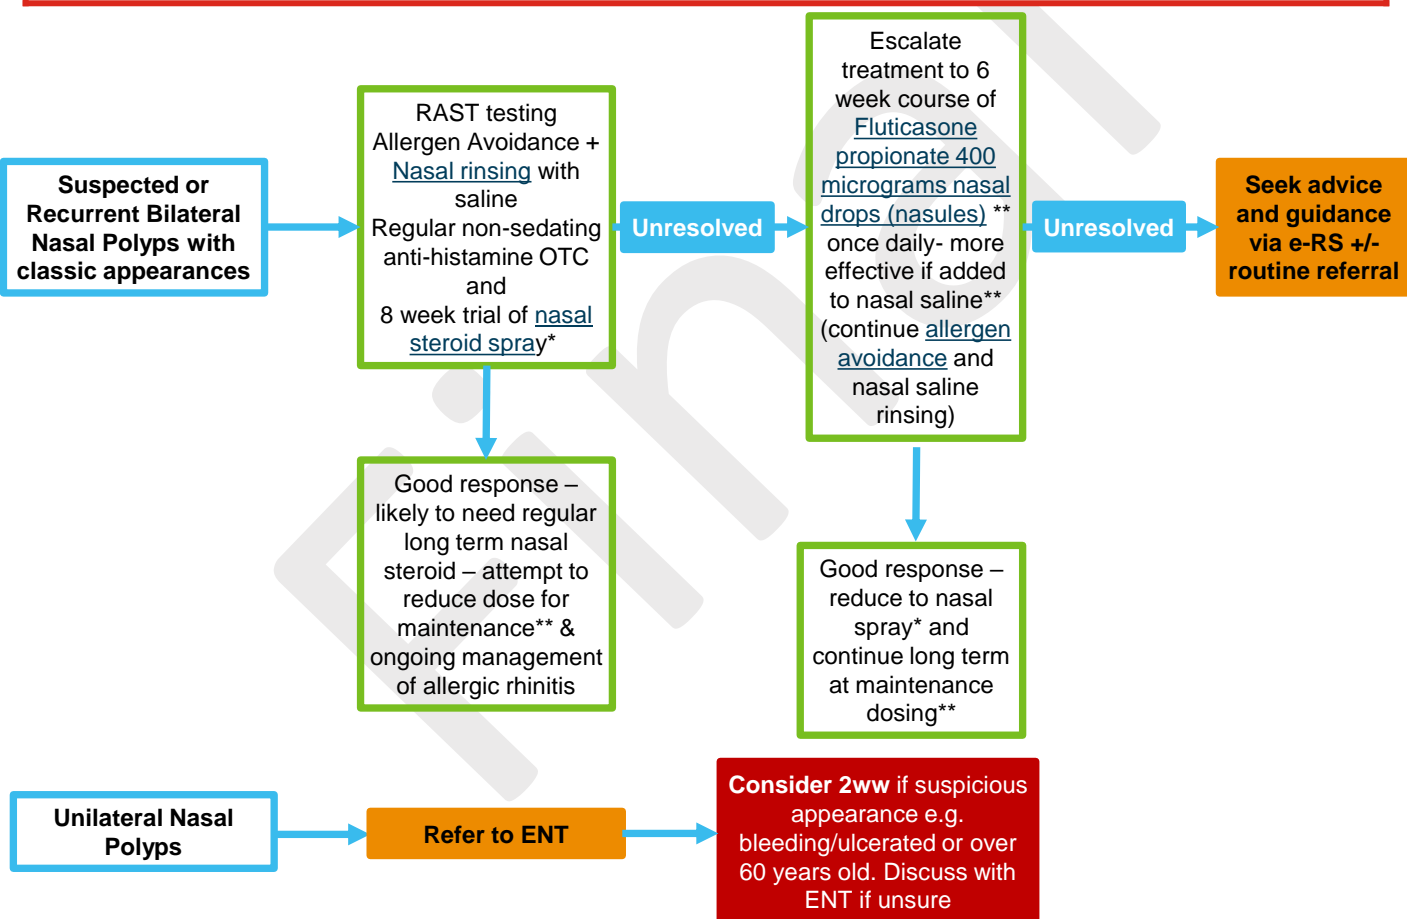 Suspected or
Recurrent Bilateral
Nasal Polyps with
classic appearances
RAST testing
Allergen Avoidance +
Nasal rinsing with
saline
Regular non-sedating
anti-histamine OTC
and
8 week trial of nasal
steroid spray*
Unresolved
Escalate
treatment to 6
week course of
Fluticasone
propionate 400
micrograms nasal
drops (nasules) **
once daily- more
effective if added
to nasal saline**
(continue allergen
avoidance and
nasal saline
rinsing)
Unresolved
Seek advice
and guidance
via e-RS +/-
routine referral
Good response –
likely to need regular
long term nasal
steroid – attempt to
reduce dose for
maintenance** &
ongoing management
of allergic rhinitis
Good response –
reduce to nasal
spray* and
continue long term
at maintenance
dosing**
Unilateral Nasal
Polyps
Refer to ENT
Consider 2ww if suspicious
appearance e.g.
bleeding/ulcerated or over
60 years old. Discuss with
ENT if unsure
Final